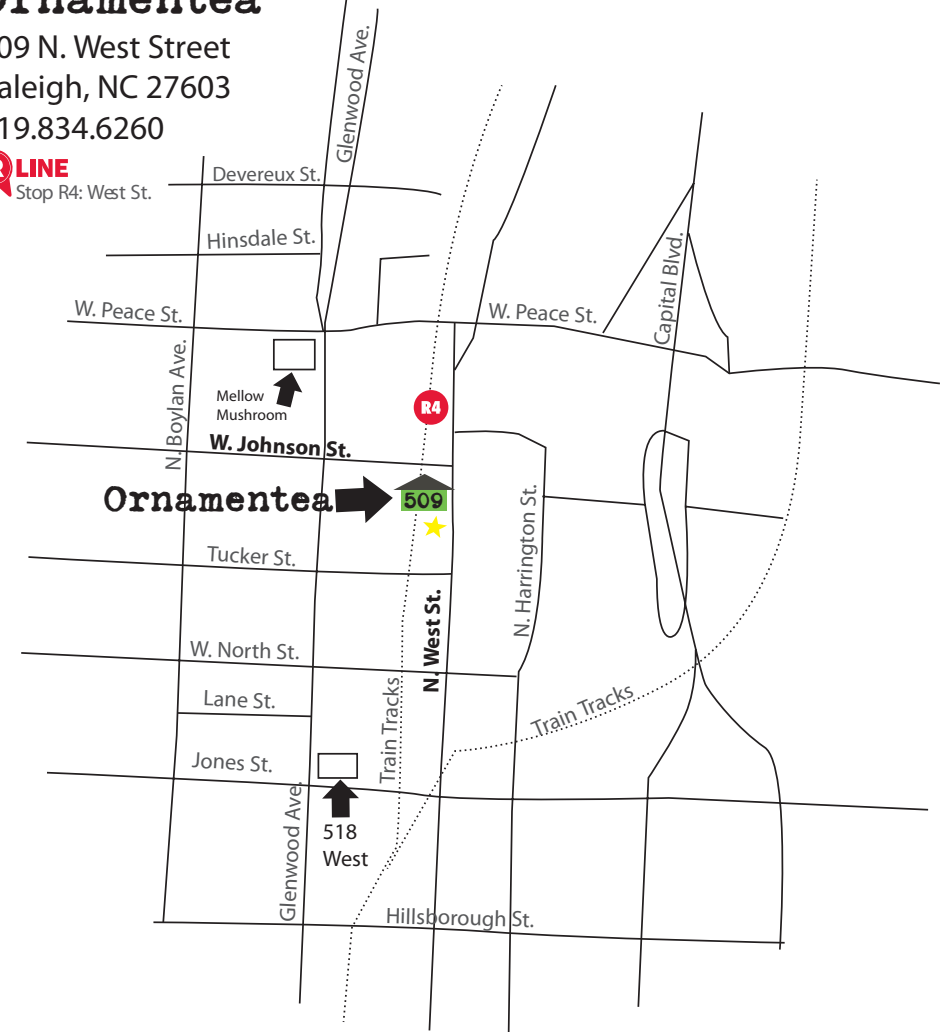 Ornamentea
09 N. West Street
aleigh, NC 27603
19.834.6260
R LINE
Stop R4: West St.
Glenwood Ave.
Devereux St.
Hinsdale St.
W. Peace St.
W. Peace St.
Capital Blvd.
N. Boylan Ave.
Mellow
Mushroom
R4
W. Johnson St.
Ornamentea
509
N. Harrington St.
Tucker St.
N. West St.
W. North St.
Lane St.
Train Tracks
Train Tracks
Jones St.
Glenwood Ave.
518
West
Hillsborough St.